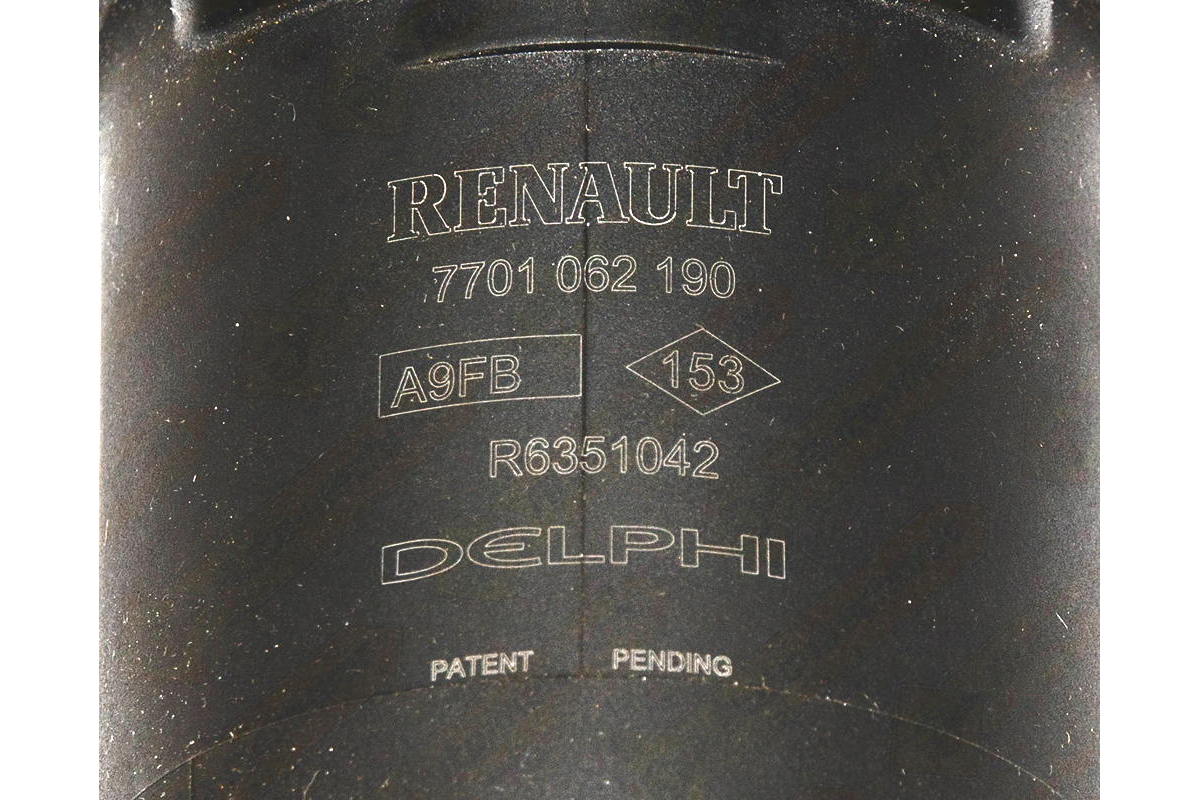 RENAULT
7701 062 190
A9FB 153
R6351042
DELPHI
PATENT PENDING